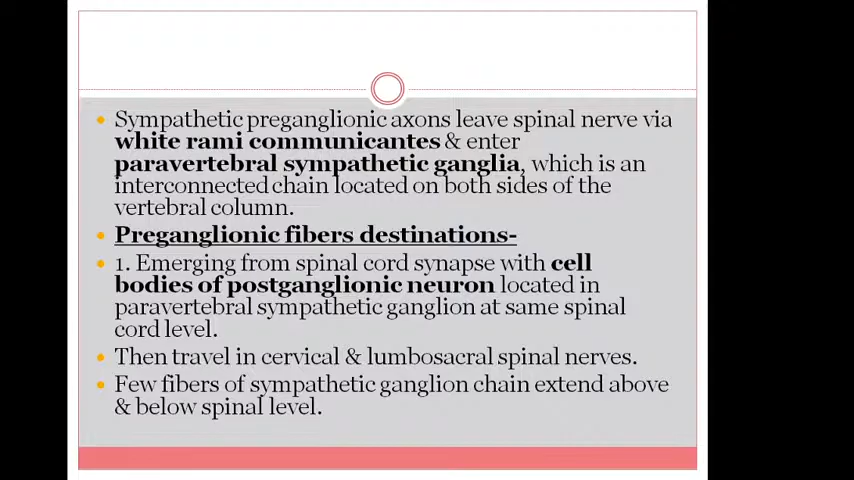 Sympathetic preganglionic axons leave spinal nerve via
white rami communicantes & enter
paravertebral sympathetic ganglia, which is an
interconnected chain located on both sides of the
vertebral column.
Preganglionic fibers destinations-
1. Emerging from spinal cord synapse with cell
bodies of postganglionic neuron located in
paravertebral sympathetic ganglion at same spinal
cord level.
Then travel in cervical & lumbosacral spinal nerves.
Few fibers of sympathetic ganglion chain extend above
& below spinal level.